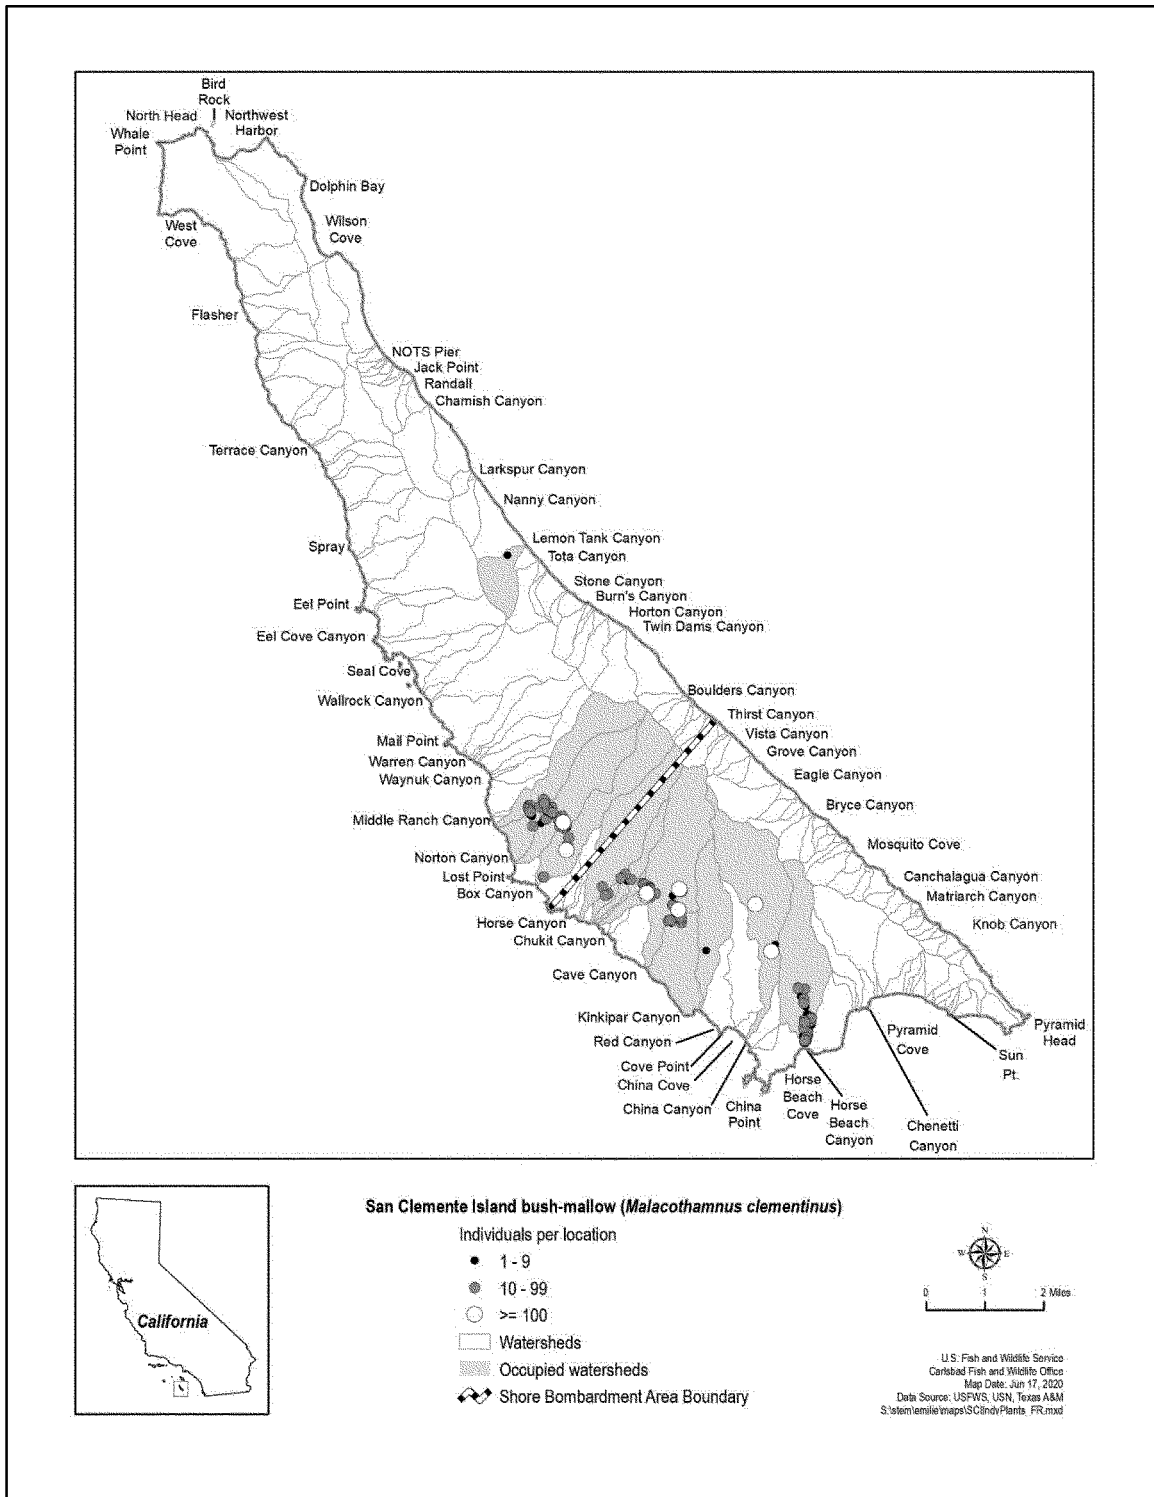 Bird
Rock
North Head
Northwest
Harbor
Whale
Point
Dolphin Bay
West
Cove
Wilson
Cove
Flasher
NOTS Pier
Jack Point
Randall
Chamish Canyon
Terrace Canyon
Larkspur Canyon
Nanny Canyon
Lemon Tank Canyon
Spray
Tota Canyon
Stone Canyon
Burn's Canyon
Eel Point
Horton Canyon
Twin Dams Canyon
Eel Cove Canyon
Seal Cove
Wallrock Canyon
Boulders Canyon
Thirst Canyon
Vista Canyon
Mail Point
Grove Canyon
Warren Canyon
Waynuk Canyon
Eagle Canyon
Bryce Canyon
Middle Ranch Canyon
Mosquito Cove
Norton Canyon
Lost Point
Canchalagua Canyon
Box Canyon
Matriarch Canyon
Horse Canyon
Knob Canyon
Chukit Canyon
Cave Canyon
Kinkipar Canyon
Red Canyon
Cove Point
China Cove
China Canyon
China
Point
Horse
Beach
Cove
Horse
Beach
Canyon
Pyramid
Cove
Chenetti
Canyon
Sun
Pt.
Pyramid
Head
California
San Clemente Island bush-mallow (Malacothamnus clementinus)
Individuals per location
1 - 9
10 - 99
>= 100
Watersheds
Occupied watersheds
Shore Bombardment Area Boundary
N
W E
S
0 1 2 Miles
U.S. Fish and Wildlife Service
Carlsbad Fish and Wildlife Office
Map Date: Jun 17, 2020
Data Source: USFWS, USN, Texas A&M
S:\stem\emilie\maps\SCIIndvPlants_FR.mxd